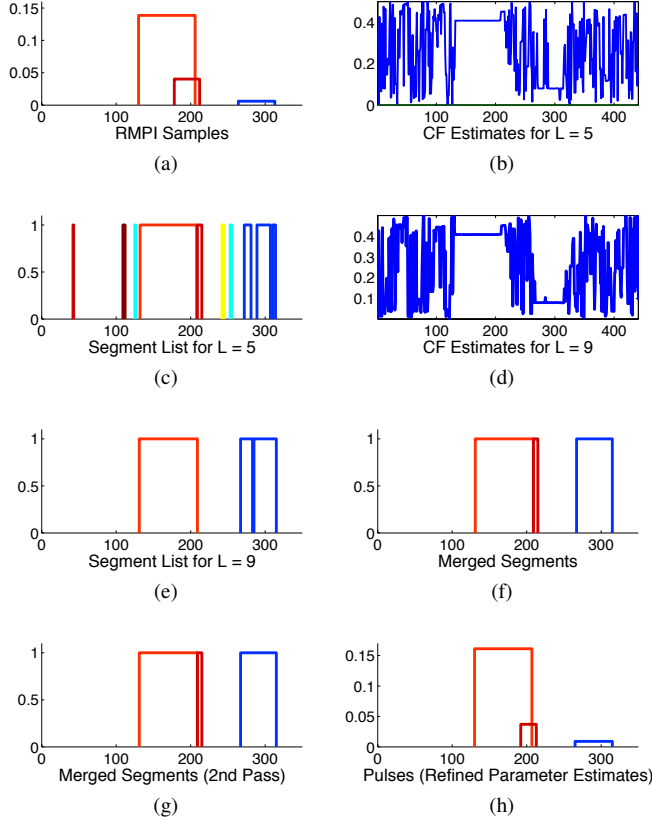 0.15
0.1
0.05
0
0 100 200 300
RMPI Samples
(a)
0.4
0.2
0
100 200 300 400
CF Estimates for L = 5
(b)
1
0.5
0
0 100 200 300
Segment List for L = 5
(c)
0.4
0.3
0.2
0.1
100 200 300 400
CF Estimates for L = 9
(d)
1
0.5
0
0 100 200 300
Segment List for L = 9
(e)
1
0.5
0
0 100 200 300
Merged Segments
(f)
1
0.5
0
0 100 200 300
Merged Segments (2nd Pass)
(g)
0.15
0.1
0.05
0
0 100 200 300
Pulses (Refined Parameter Estimates)
(h)